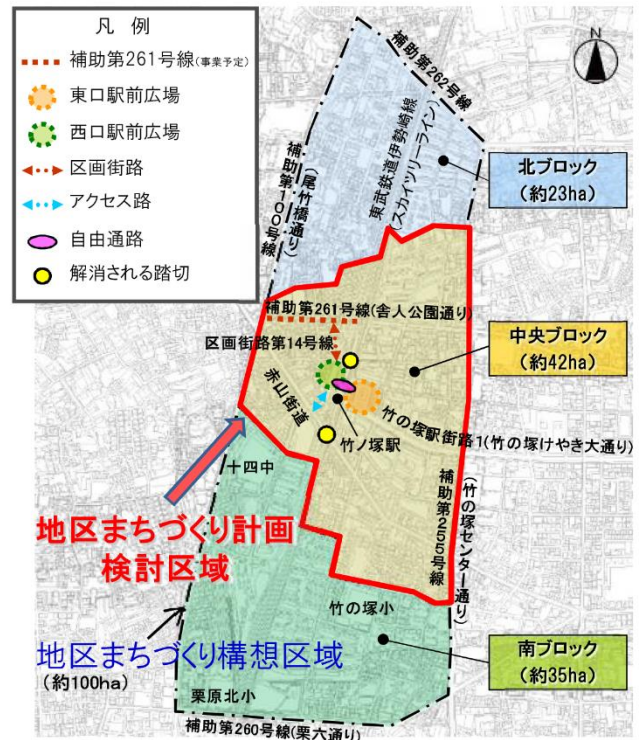 凡 例
補助第261号線(事業予定)
東口駅前広場
西口駅前広場
区画街路
アクセス路
自由通路
解消される踏切
N
補助第262号線
東武鉄道伊勢崎線
(スカイツリーライン)
(尾竹橋通り)
補助第100号線
北ブロック
(約23ha)
補助第261号線(舎人公園通り)
区画街路第14号線
中央ブロック
(約42ha)
赤山街道
竹ノ塚駅
竹の塚駅街路1(竹の塚けやき大通り)
十四中
補助第255号線
(竹の塚センター通り)
地区まちづくり計画
検討区域
竹の塚小
地区まちづくり構想区域
(約100ha)
南ブロック
(約35ha)
栗原北小
補助第260号線(栗六通り)